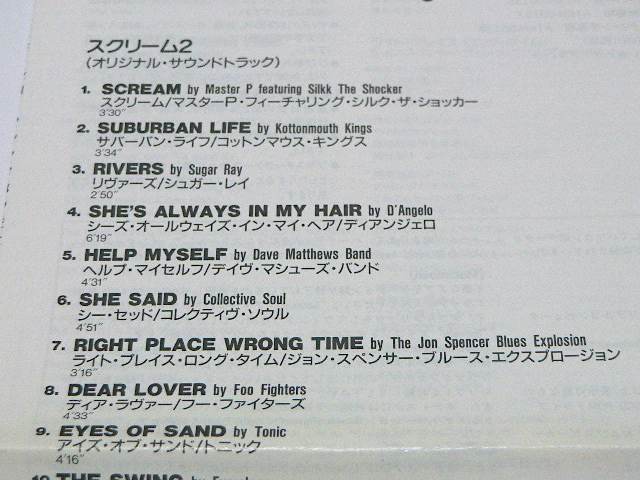 スクリーム2
(オリジナル・サウンドトラック)
1. SCREAM by Master P featuring Silkk The Shocker
スクリーム/マスターP・フィーチャリング・シルク・ザ・ショッカー
3'30"
2. SUBURBAN LIFE by Kottonmouth Kings
サバーバン・ライフ/コットンマウス・キングス
3'34"
3. RIVERS by Sugar Ray
リヴァーズ/シュガー・レイ
2'50"
4. SHE'S ALWAYS IN MY HAIR by D'Angelo
シーズ・オールウェイズ・イン・マイ・ヘア/ディアンジェロ
6'19"
5. HELP MYSELF by Dave Matthews Band
ヘルプ・マイセルフ/デイヴ・マシューズ・バンド
4'31"
6. SHE SAID by Collective Soul
シー・セッド/コレクティヴ・ソウル
4'51"
7. RIGHT PLACE WRONG TIME by The Jon Spencer Blues Explosion
ライト・プレイス・ロング・タイム/ジョン・スペンサー・ブルース・エクスプロージョン
3'16"
8. DEAR LOVER by Foo Fighters
ディア・ラヴァー/フー・ファイターズ
4'33"
9. EYES OF SAND by Tonic
アイズ・オブ・サンド/トニック
4'16"
10. THE SWING by